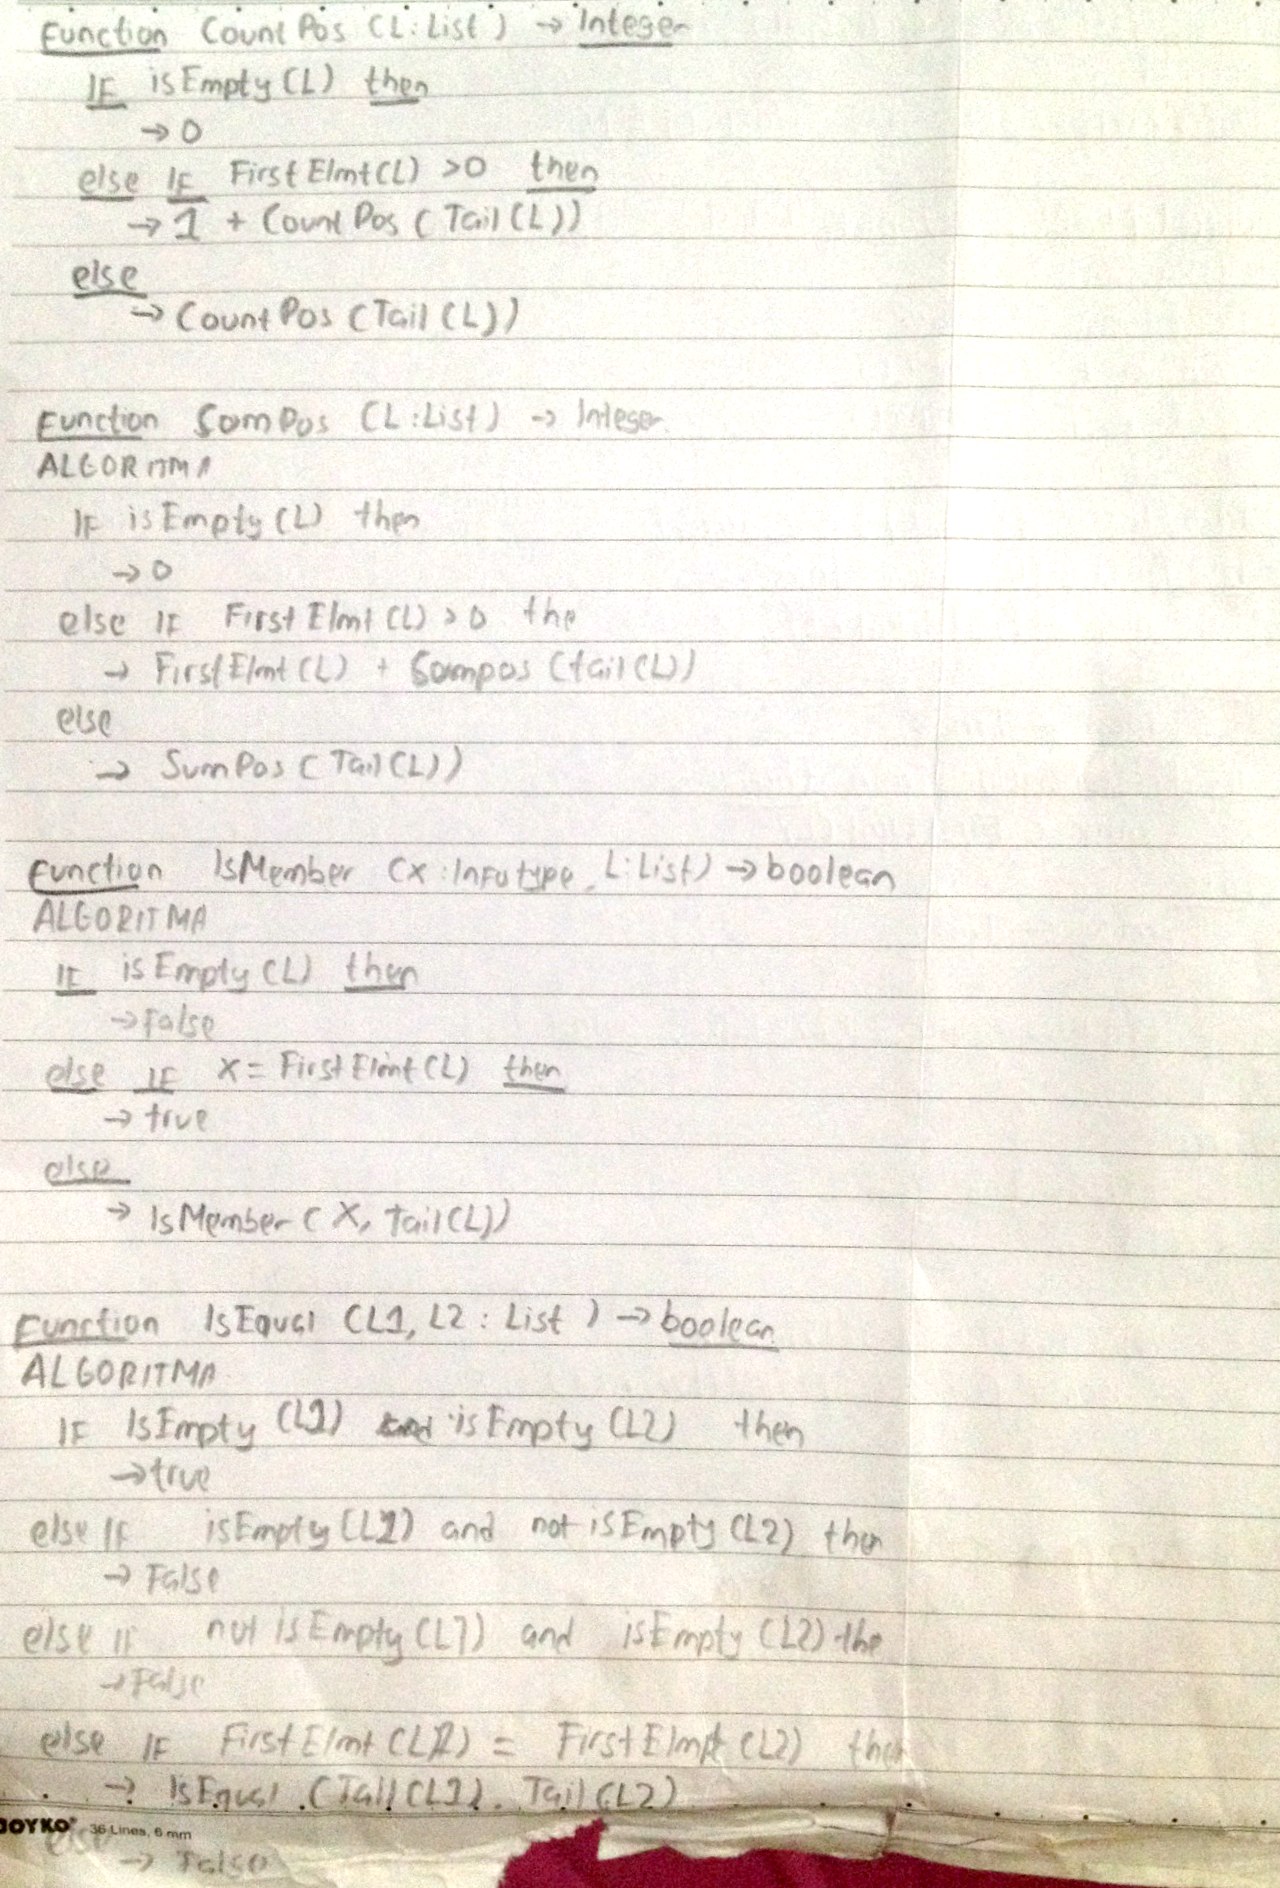 Function CountPos (L:List) → Integer
IF isEmpty(L) then
→ 0
else IF FirstElmt(L) >0 then
→ 1 + CountPos (Tail(L))
else
→ CountPos (Tail(L))
Function SomPos (L:List) → Integer
ALGORITMA
IF isEmpty(L) then
→ 0
else IF FirstElmt(L) >0 the
→ FirstElmt(L) + Sompos (tail(L))
else
→ SumPos (Tail(L))
Function IsMember (X:Infotype, L:List) → boolean
ALGORITMA
IF isEmpty(L) then
→ False
else IF X = FirstElmt(L) then
→ true
else
→ IsMember (X, Tail(L))
Function IsEqual (L1, L2 : List) → boolean
ALGORITMA
IF IsEmpty (L1) and isEmpty (L2) then
→ true
else IF isEmpty (L1) and not isEmpty (L2) then
→ False
else IF not isEmpty (L1) and isEmpty (L2) the
→ False
else IF FirstElmt (L1) = FirstElmt (L2) then
→ IsEqual (Tail(L1), Tail(L2)
JOYKO 36 Lines, 6 mm
else
→ False